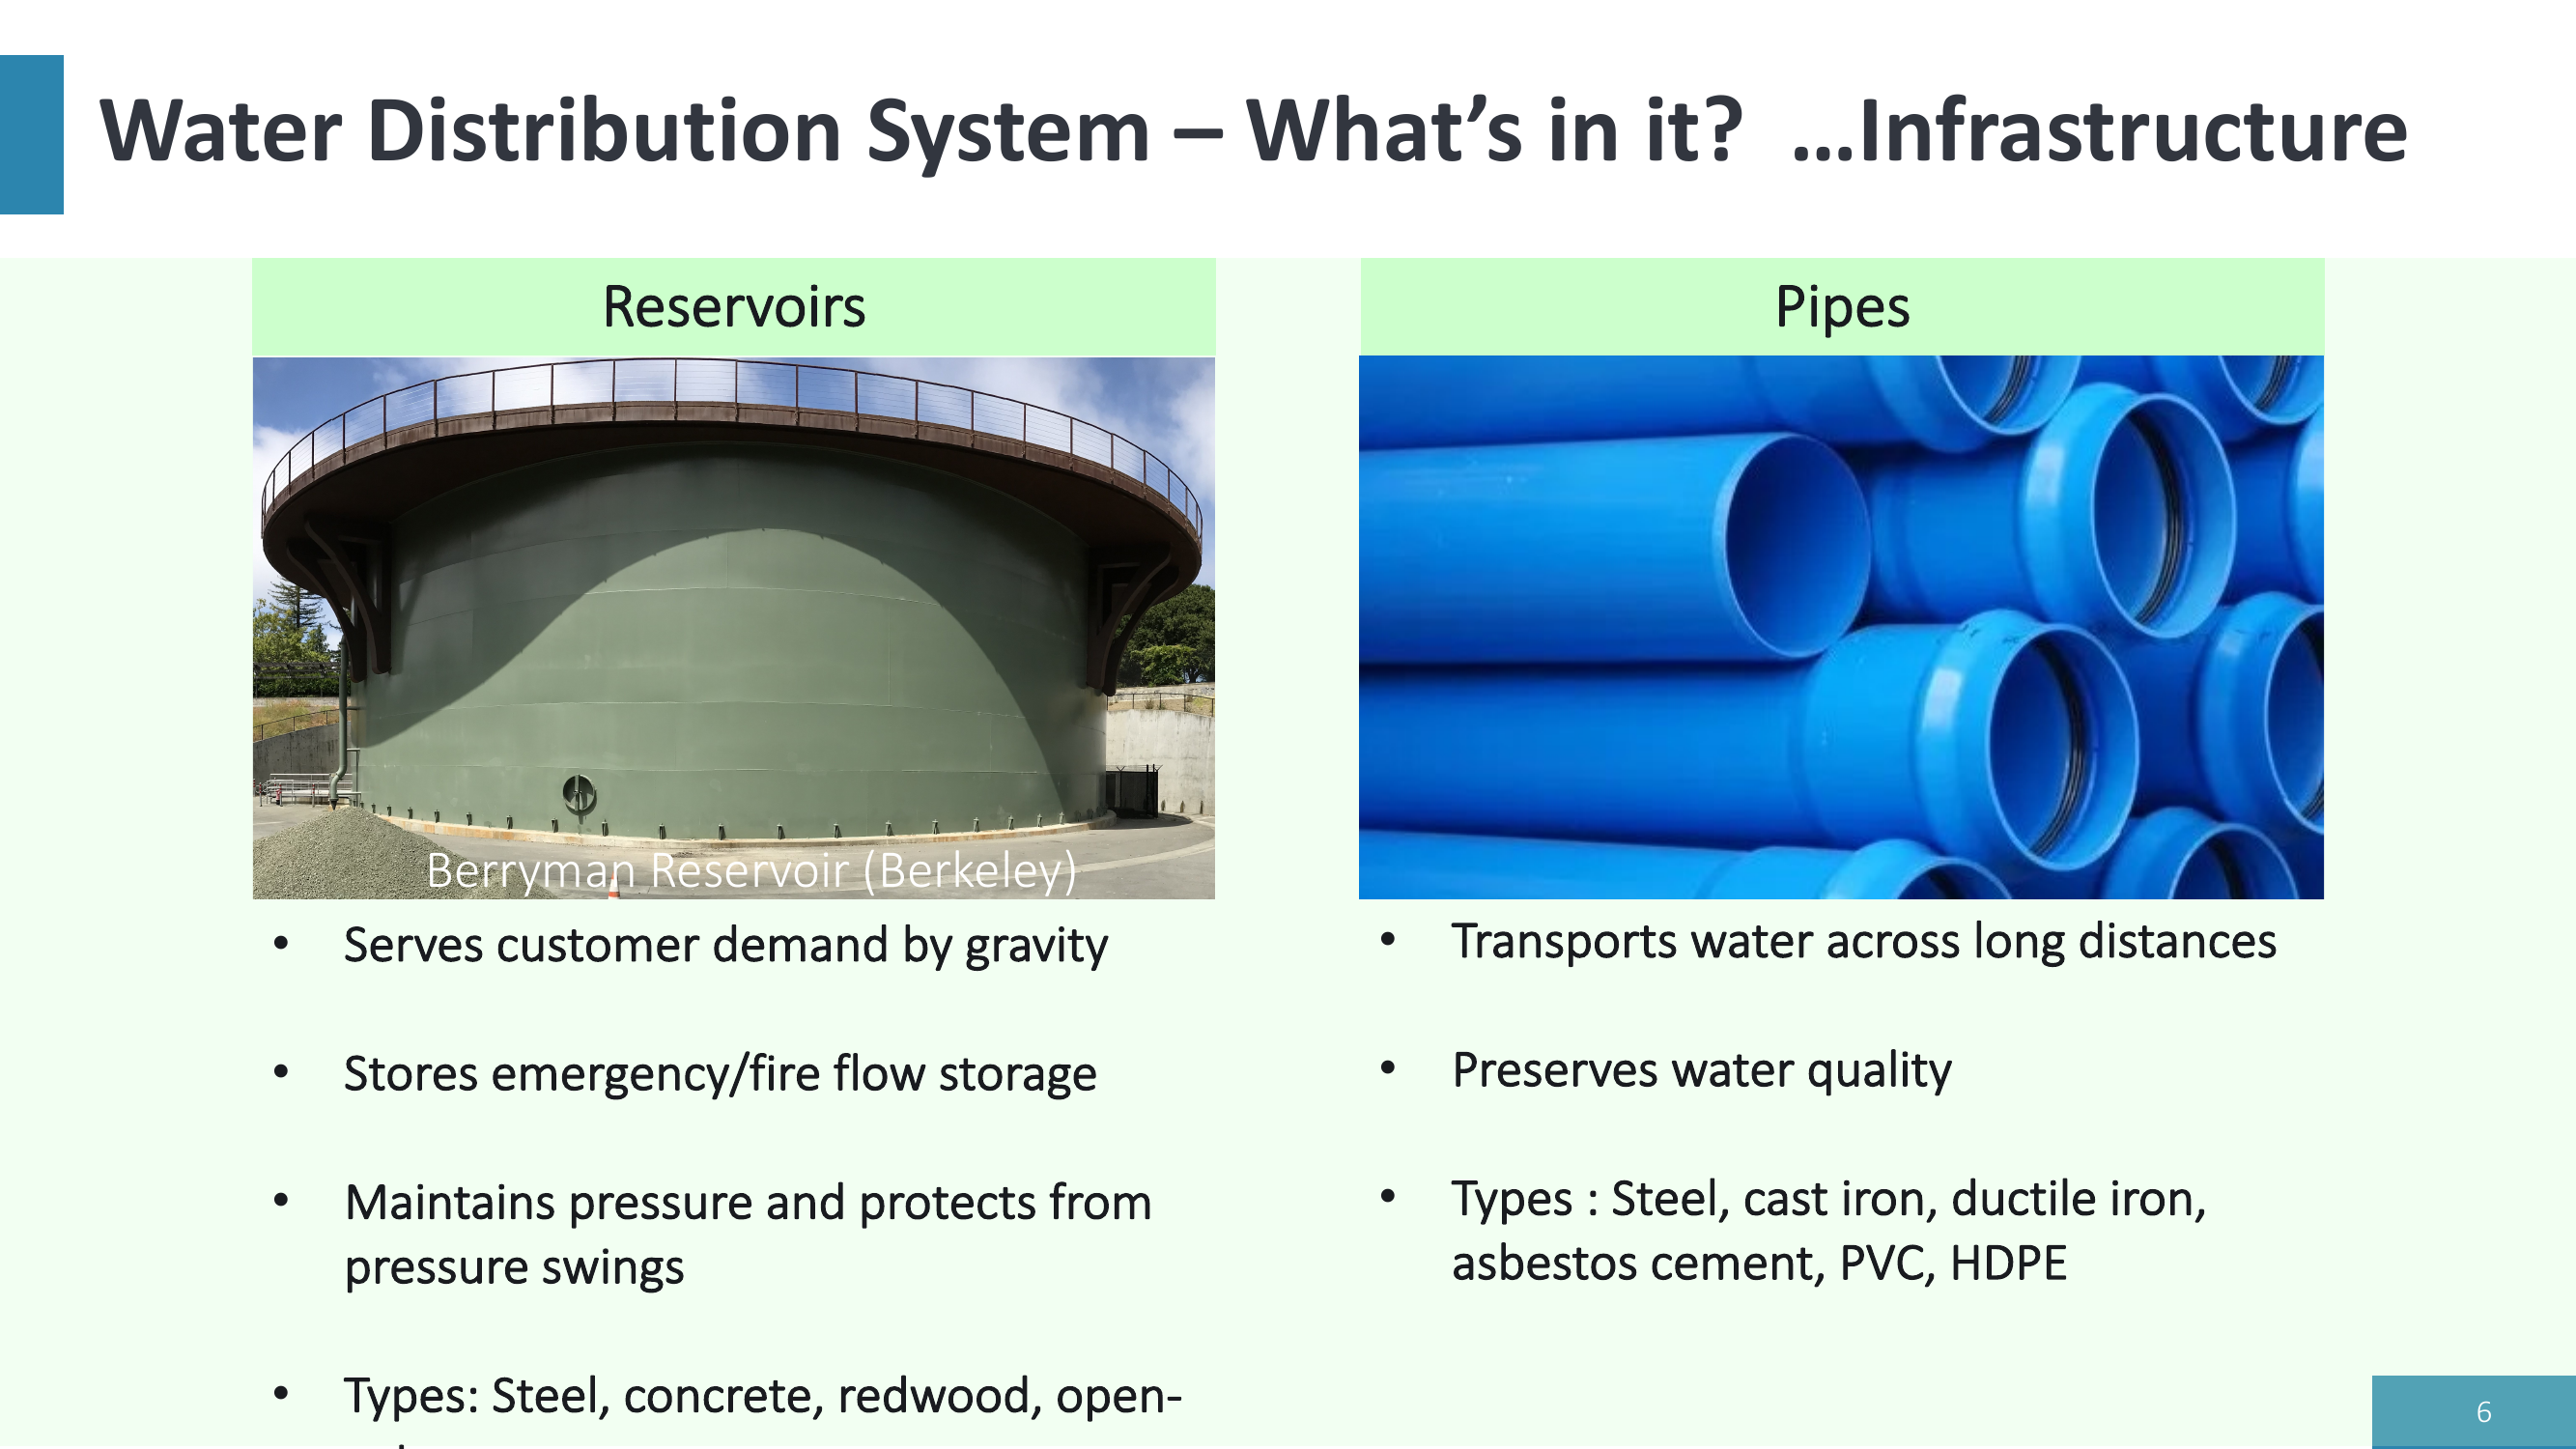 Water Distribution System – What’s in it?  …Infrastructure
Reservoirs
Berryman Reservoir (Berkeley)
• Serves customer demand by gravity
• Stores emergency/fire flow storage
• Maintains pressure and protects from
pressure swings
• Types: Steel, concrete, redwood, open-
Pipes
• Transports water across long distances
• Preserves water quality
• Types : Steel, cast iron, ductile iron,
asbestos cement, PVC, HDPE
6